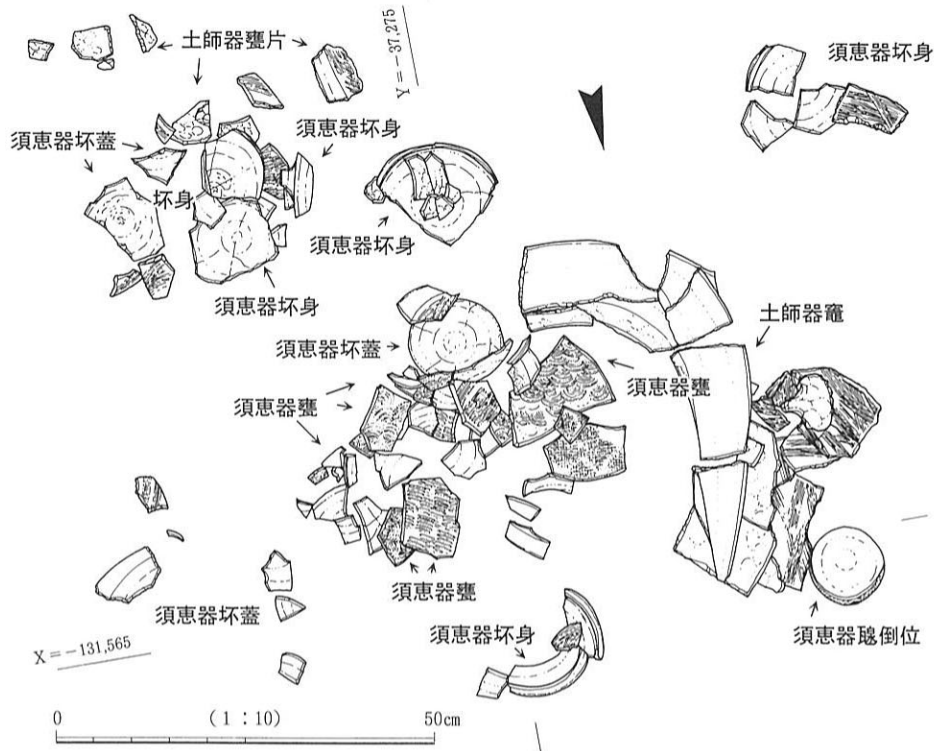 土師器甕片
Y=-37,275
須恵器坏身
須恵器坏蓋
須恵器坏身
坏身
須恵器坏身
須恵器坏身
土師器竈
須恵器坏蓋
須恵器甕
須恵器甕
須恵器甕
須恵器坏蓋
須恵器坏身
須恵器𤭯倒位
X=-131,565
0 (1:10) 50cm